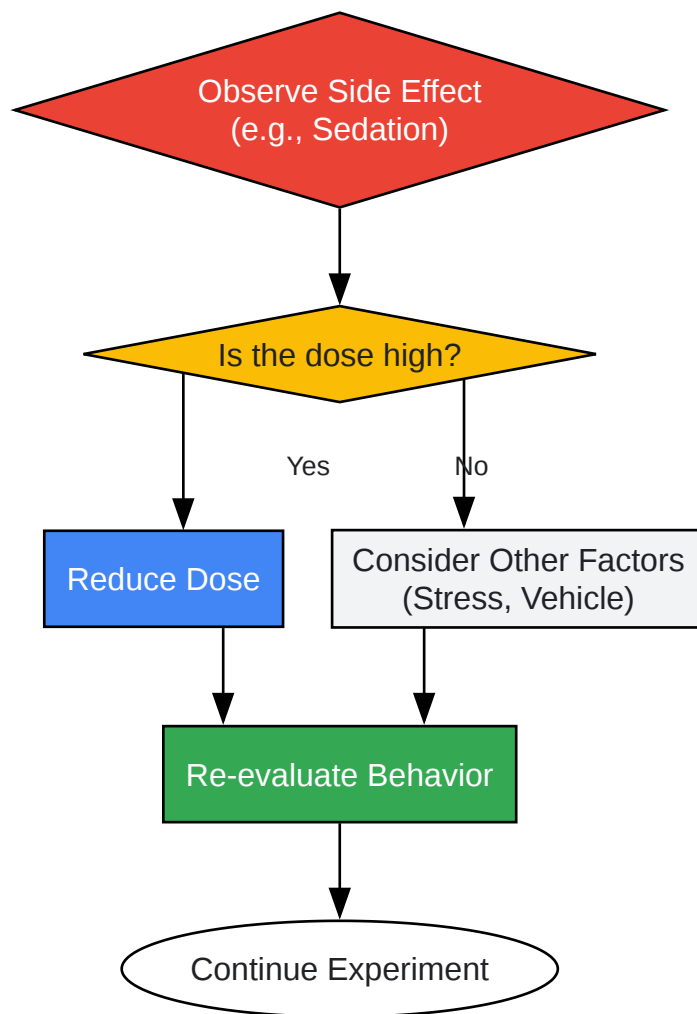 Observe Side Effect
(e.g., Sedation)
Is the dose high?
Yes
No
Reduce Dose
Consider Other Factors
(Stress, Vehicle)
Re-evaluate Behavior
Continue Experiment